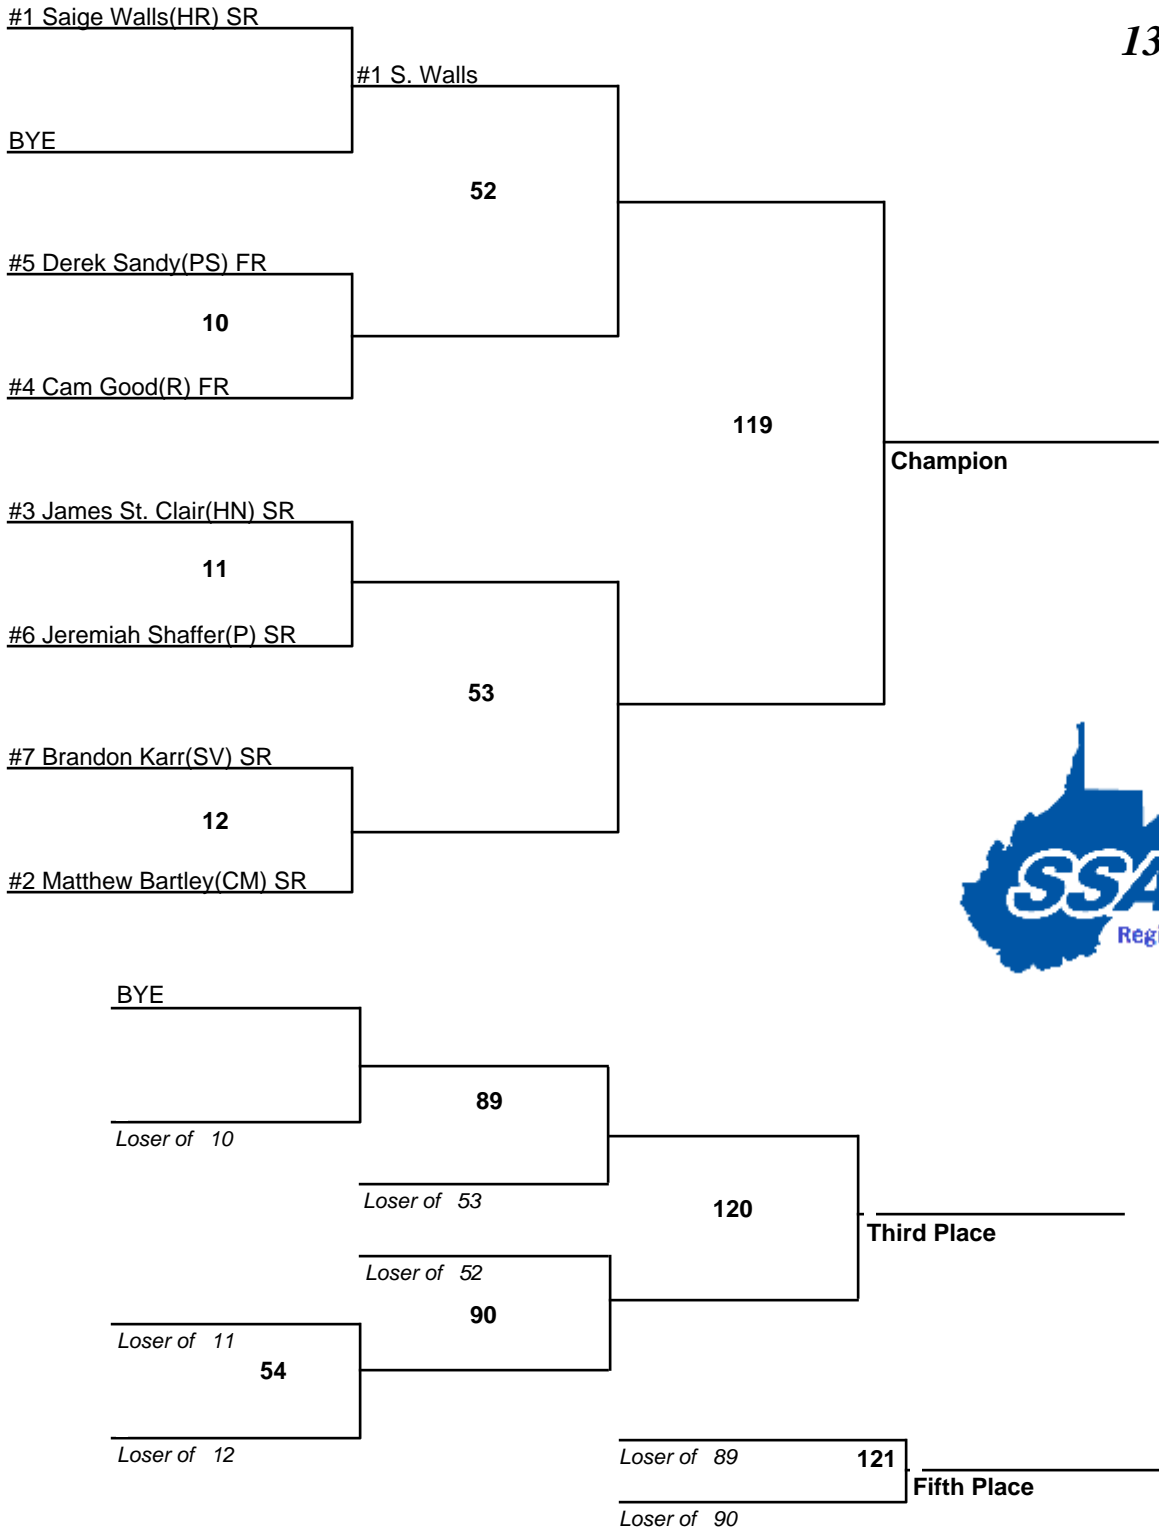 #1 Saige Walls(HR) SR
13
#1 S. Walls
BYE
52
#5 Derek Sandy(PS) FR
10
#4 Cam Good(R) FR
119
Champion
#3 James St. Clair(HN) SR
11
#6 Jeremiah Shaffer(P) SR
53
#7 Brandon Karr(SV) SR
12
#2 Matthew Bartley(CM) SR
SSA
Regi
BYE
89
Loser of 10
Loser of 53
120
Third Place
Loser of 52
90
Loser of 11
54
Loser of 12
Loser of 89
121
Fifth Place
Loser of 90